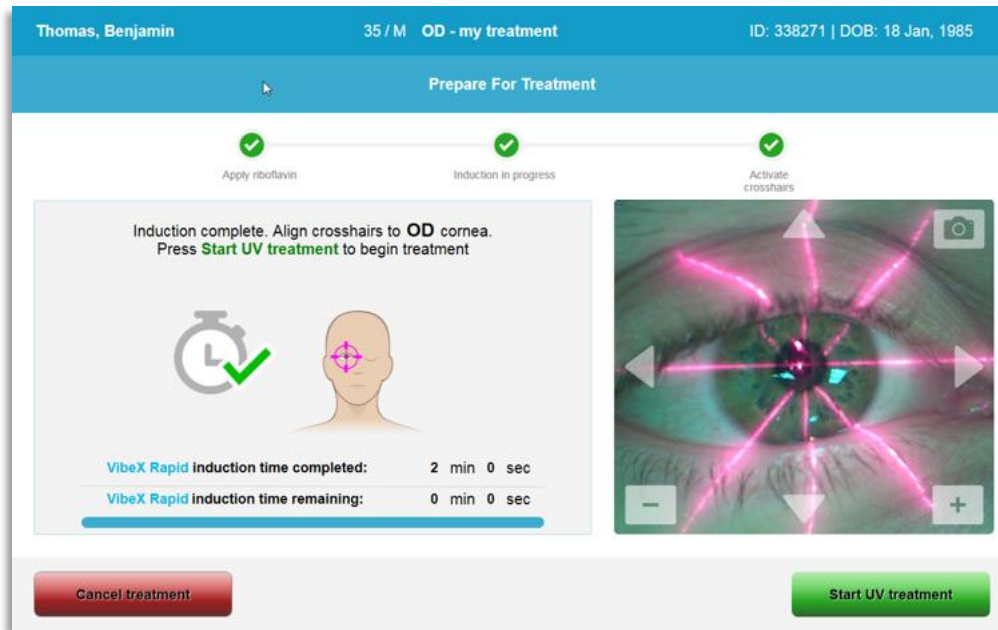 Thomas, Benjamin 35 / M OD - my treatment ID: 338271 | DOB: 18 Jan, 1985
Prepare For Treatment
Apply riboflavin Induction in progress Activate
crosshairs
Induction complete. Align crosshairs to OD cornea.
Press Start UV treatment to begin treatment
VibeX Rapid induction time completed: 2 min 0 sec
VibeX Rapid induction time remaining: 0 min 0 sec
Cancel treatment Start UV treatment